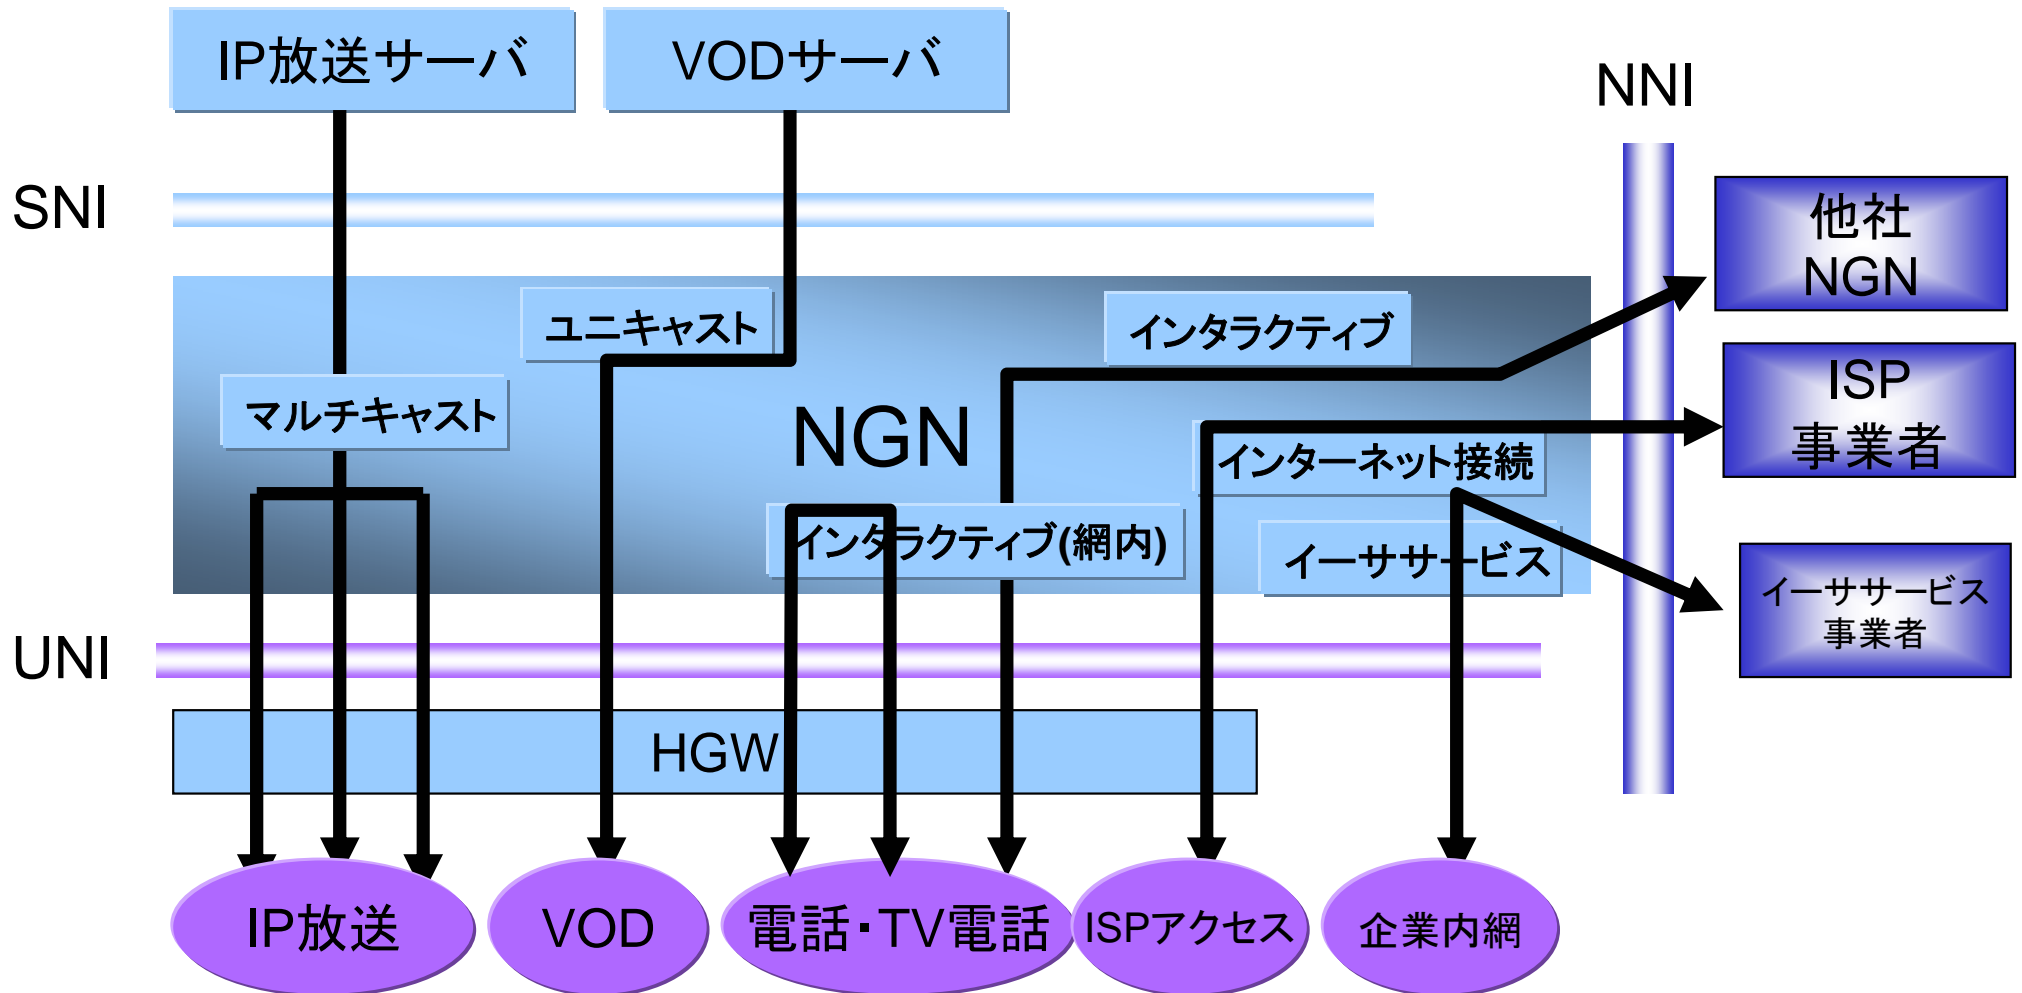 IP放送サーバ
VODサーバ
NNI
SNI
他社
NGN
ユニキャスト
インタラクティブ
マルチキャスト
NGN
ISP
事業者
インターネット接続
インタラクティブ(網内)
イーササービス
イーササービス
事業者
UNI
HGW
IP放送
VOD
電話・TV電話
ISPアクセス
企業内網